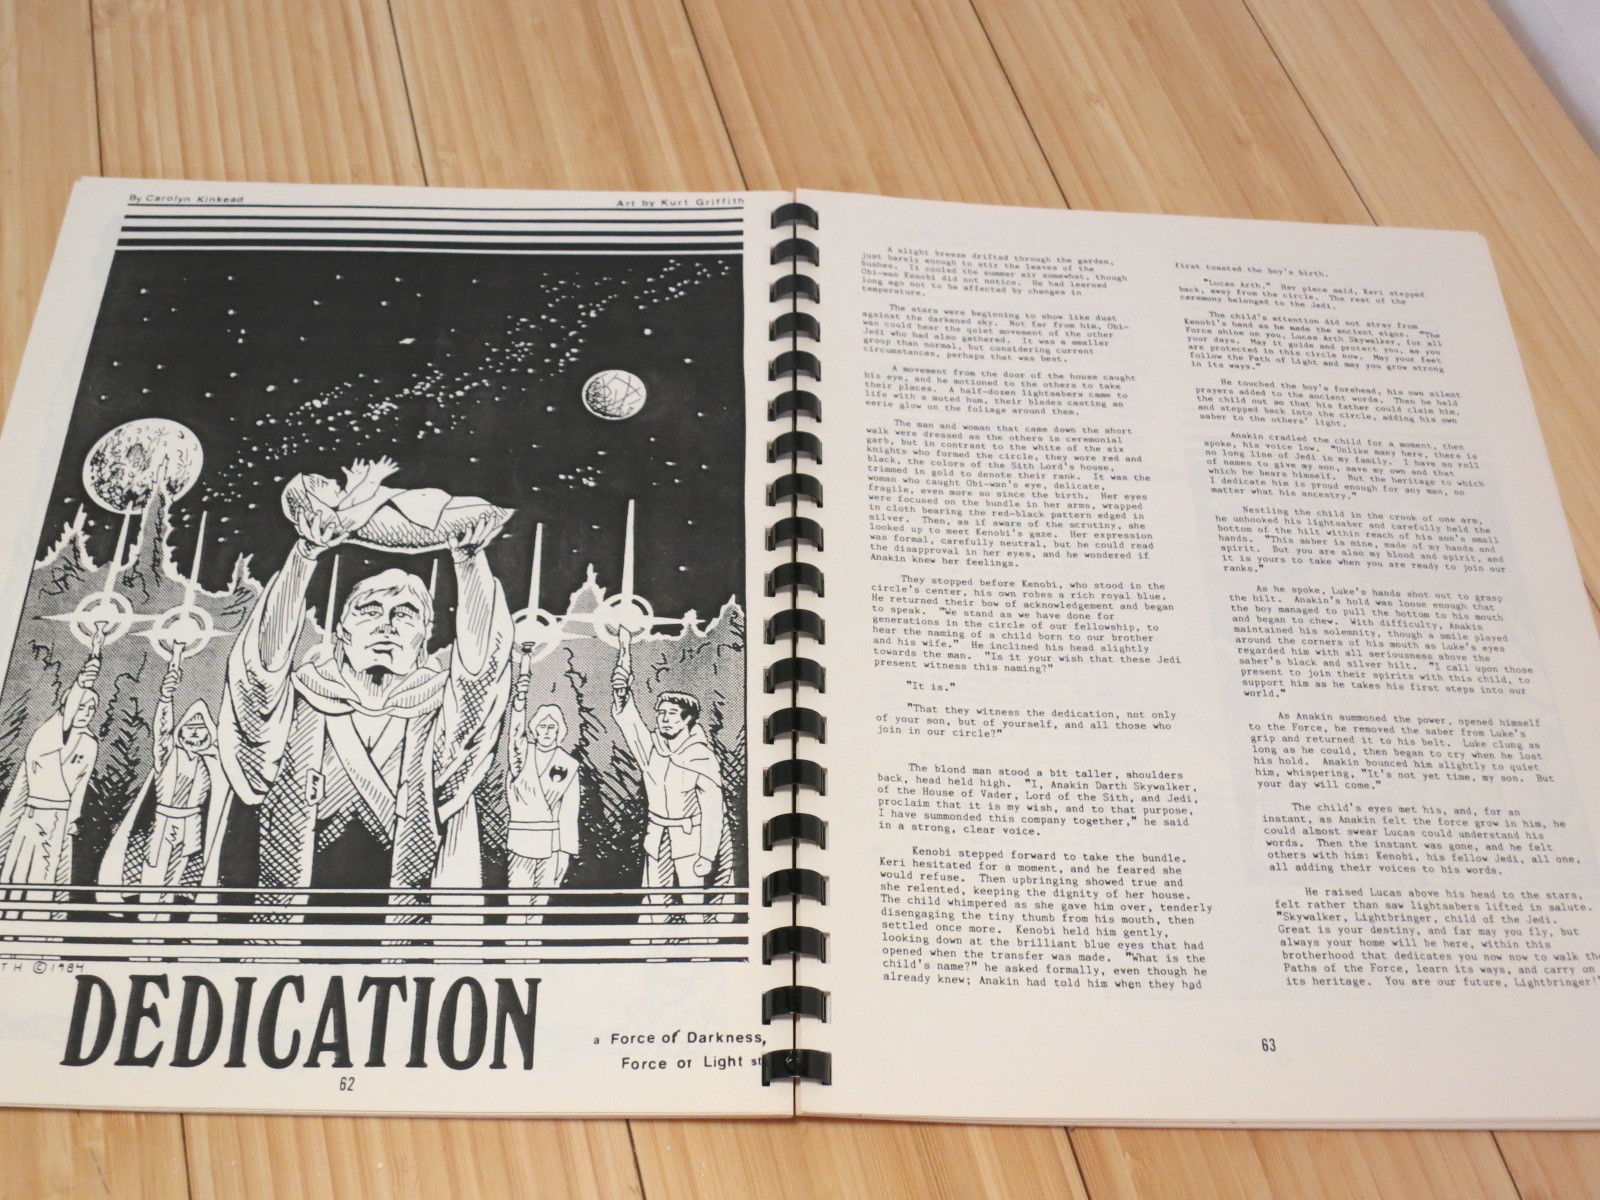 By Carolyn Kinkead
Art by Kurt Griffith
TH ©1984
DEDICATION
a Force of Darkness,
Force of Light st
62
A slight breeze drifted through the garden,
just barely enough to stir the leaves of the
bushes. It cooled the summer air somewhat, though
Obi-wan Kenobi did not notice. He had learned
long ago not to be affected by changes in
temperature.
The stars were beginning to show like dust
against the darkened sky. Not far from him, Obi-
wan could hear the quiet movement of the other
Jedi who had also gathered. It was a smaller
group than normal, but considering current
circumstances, perhaps that was best.
A movement from the door of the house caught
his eye, and he motioned to the others to take
their places. A half-dozen lightsabers came to
life with a muted hum, their blades casting an
eerie glow on the foliage around them.
The man and woman that came down the short
walk were dressed as the others in ceremonial
garb, but in contrast to the white of the six
knights who formed the circle, they wore red and
black, the colors of the Sith Lord's house,
trimmed in gold to denote their rank. It was the
woman who caught Obi-wan's eye, delicate,
fragile, even more so since the birth. Her eyes
were focused on the bundle in her arms, wrapped
in cloth bearing the red-black pattern edged in
silver. Then, as if aware of the scrutiny, she
looked up to meet Kenobi's gaze. Her expression
was formal, carefully neutral, but he could read
the disapproval in her eyes, and he wondered if
Anakin knew her feelings.
They stopped before Kenobi, who stood in the
circle's center, his own robes a rich royal blue.
He returned their bow of acknowledgement and began
to speak. "We stand as we have done for
generations in the circle of our fellowship, to
hear the naming of a child born to our brother
and his wife." He inclined his head slightly
towards the man. "Is it your wish that these Jedi
present witness this naming?"
"It is."
"That they witness the dedication, not only
of your son, but of yourself, and all those who
join in our circle?"
The blond man stood a bit taller, shoulders
back, head held high. "I, Anakin Darth Skywalker,
of the House of Vader, Lord of the Sith, and Jedi,
proclaim that it is my wish, and to that purpose,
I have summonded this company together," he said
in a strong, clear voice.
Kenobi stepped forward to take the bundle.
Keri hesitated for a moment, and he feared she
would refuse. Then upbringing showed true and
she relented, keeping the dignity of her house.
The child whimpered as she gave him over, tenderly
disengaging the tiny thumb from his mouth, then
settled once more. Kenobi held him gently,
looking down at the brilliant blue eyes that had
opened when the transfer was made. "What is the
child's name?" he asked formally, even though he
already knew; Anakin had told him when they had
first toasted the boy's birth.
"Lucas Arth." Her piece said, Keri stepped
back, away from the circle. The rest of the
ceremony belonged to the Jedi.
The child's attention did not stray from
Kenobi's hand as he made the ancient signs. "The
Force shine on you, Lucas Arth Skywalker, for all
your days. May it guide and protect you, as you
are protected in this circle now. May your feet
follow the Path of Light and may you grow strong
in its ways."
He touched the boy's forehead, his own silent
prayers added to the ancient words. Then he held
the child out so that his father could claim him,
and stepped back into the circle, adding his own
saber to the others' light.
Anakin cradled the child for a moment, then
spoke, his voice low. "Unlike many here, there is
no long line of Jedi in my family. I have no roll
of names to give my son, save my own and that
which he bears himself. But the heritage to which
I dedicate him is proud enough for any man, no
matter what his ancestry."
Nestling the child in the crook of one arm,
he unhooked his lightsaber and carefully held the
bottom of the hilt within reach of his son's small
hands. "This saber is mine, made of my hands and
spirit. But you are also my blood and spirit, and
it is yours to take when you are ready to join our
ranks."
As he spoke, Luke's hands shot out to grasp
the hilt. Anakin's hold was loose enough that
the boy managed to pull the bottom to his mouth
and began to chew. With difficulty, Anakin
maintained his solemnity, though a smile played
around the corners of his mouth as Luke's eyes
regarded him with all seriousness above the
saber's black and silver hilt. "I call upon those
present to join their spirits with this child, to
support him as he takes his first steps into our
world."
As Anakin summoned the power, opened himself
to the Force, he removed the saber from Luke's
grip and returned it to his belt. Luke clung as
long as he could, then began to cry when he lost
his hold. Anakin bounced him slightly to quiet
him, whispering, "It's not yet time, my son. But
your day will come."
The child's eyes met his, and, for an
instant, as Anakin felt the force grow in him, he
could almost swear Lucas could understand his
words. Then the instant was gone, and he felt
others with him: Kenobi, his fellow Jedi, all one,
all adding their voices to his words.
He raised Lucas above his head to the stars,
felt rather than saw lightsabers lifted in salute.
"Skywalker, Lightbringer, child of the Jedi.
Great is your destiny, and far may you fly, but
always your home will be here, within this
brotherhood that dedicates you now now to walk the
Paths of the Force, learn its ways, and carry on
its heritage. You are our future, Lightbringer!"
63